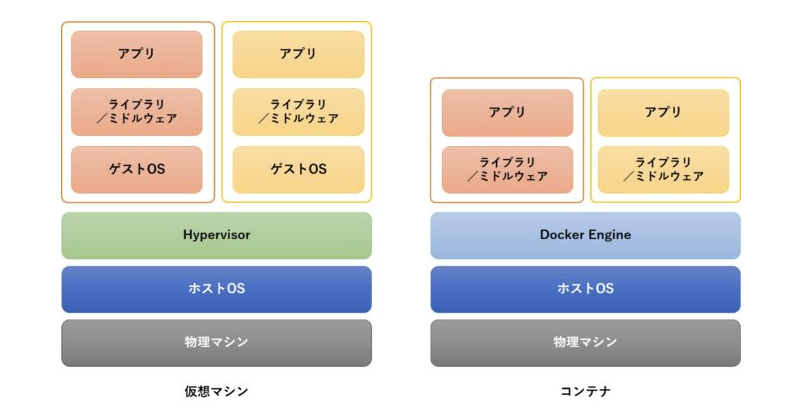 アプリ
ライブラリ
／ミドルウェア
ゲストOS
アプリ
ライブラリ
／ミドルウェア
ゲストOS
Hypervisor
ホストOS
物理マシン
仮想マシン
アプリ
ライブラリ
／ミドルウェア
アプリ
ライブラリ
／ミドルウェア
Docker Engine
ホストOS
物理マシン
コンテナ